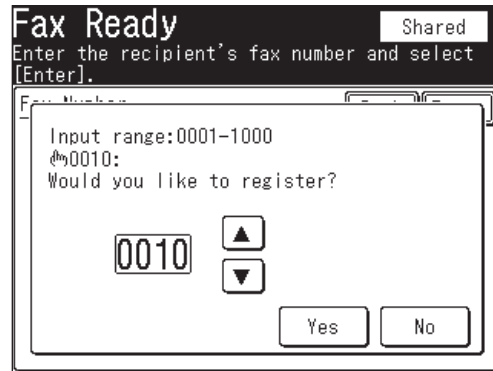 Fax Ready
Shared
Enter the recipient's fax number and select
[Enter].
Input range:0001-1000
0010:
Would you like to register?
0010
Yes
No